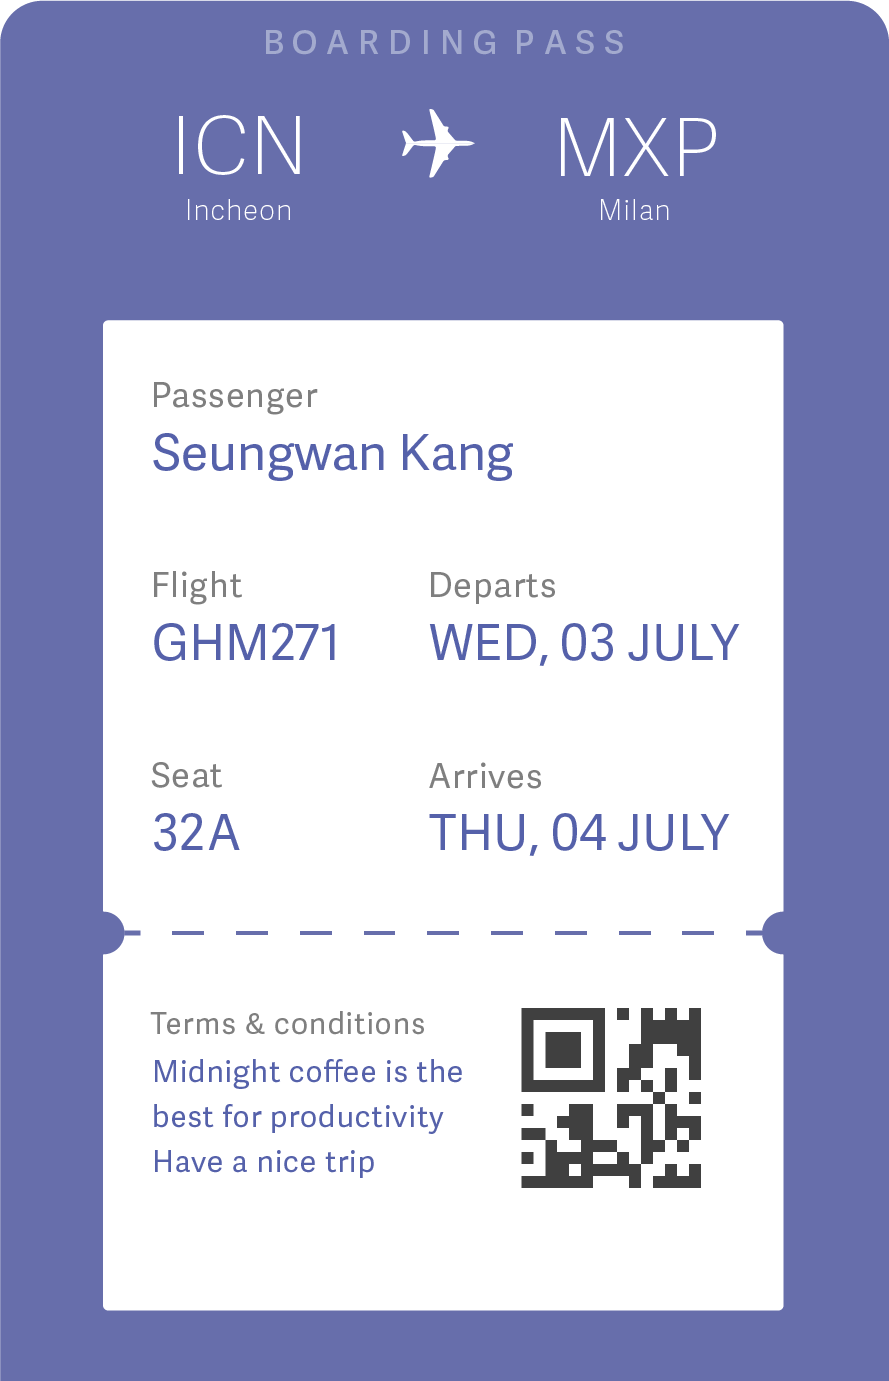 BOARDING PASS
ICN MXP
Incheon Milan
Passenger
Seungwan Kang
Flight Departs
GHM271 WED, 03 JULY
Seat Arrives
32A THU, 04 JULY
Terms & conditions
Midnight coffee is the
best for productivity
Have a nice trip